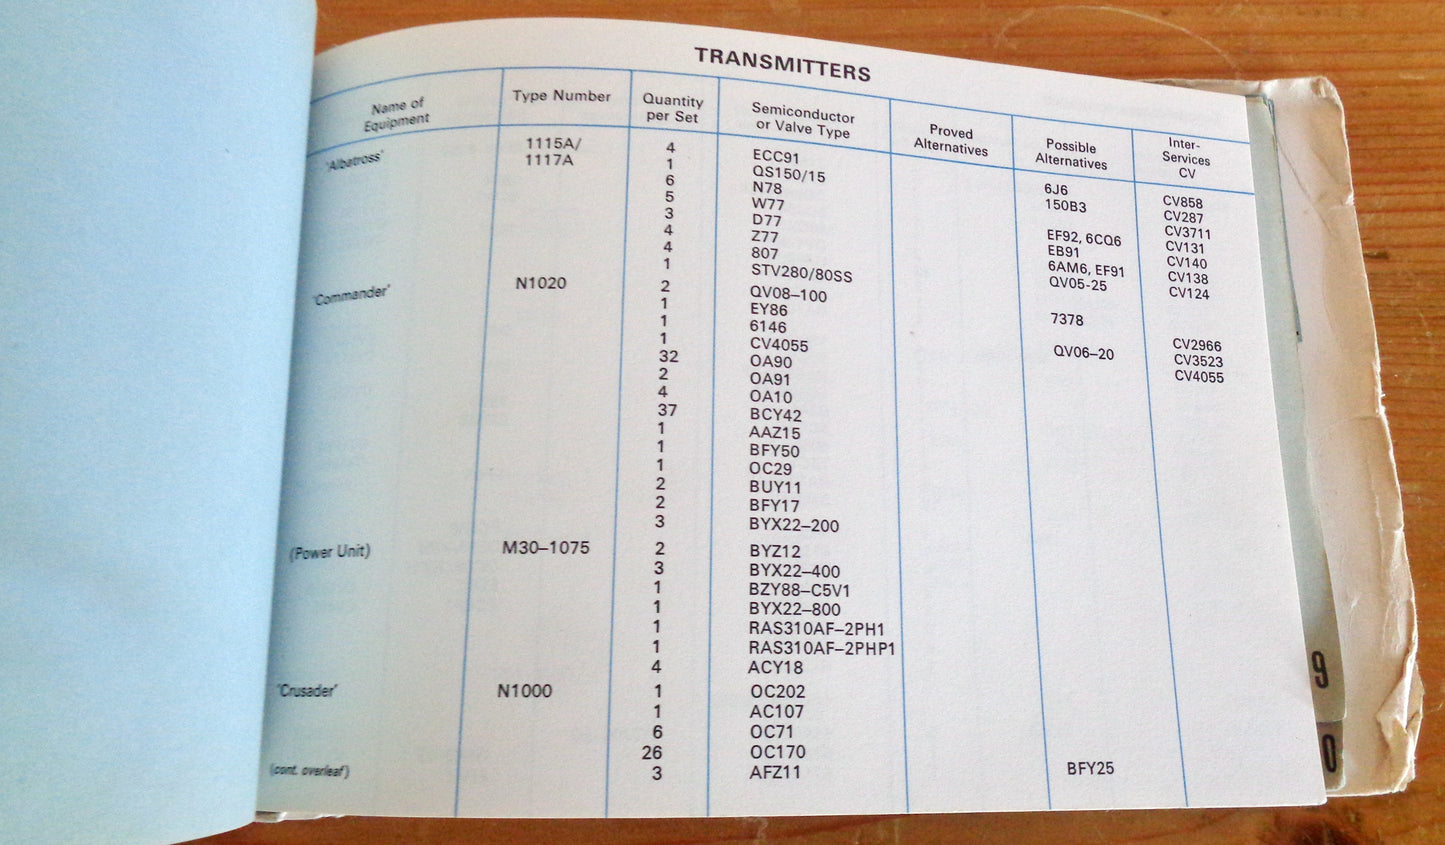 TRANSMITTERS
Name of Equipment	Type Number	Quantity per Set	Semiconductor or Valve Type	Proved Alternatives	Possible Alternatives	Inter-Services CV
'Albatross'	1115A/	4	ECC91	6J6	CV858
1117A	1	QS150/15	150B3	CV287
6	N78	CV3711
5	W77	EF92, 6CQ6	CV131
3	D77	EB91	CV140
4	Z77	6AM6, EF91	CV138
4	807	QV05-25	CV124
1	STV280/80SS
'Commander'	N1020	2	QV08–100	7378
1	EY86	CV2966
1	6146	QV06–20	CV3523
1	CV4055	CV4055
32	OA90
2	OA91
4	OA10
37	BCY42
1	AAZ15
1	BFY50
1	OC29
2	BUY11
2	BFY17
3	BYX22–200
(Power Unit)	M30–1075	2	BYZ12
3	BYX22–400
1	BZY88–C5V1
1	BYX22–800
1	RAS310AF–2PH1
1	RAS310AF–2PHP1
4	ACY18
'Crusader'	N1000	1	OC202
1	AC107
6	OC71
26	OC170
(cont. overleaf)	3	AFZ11	BFY25
9
0